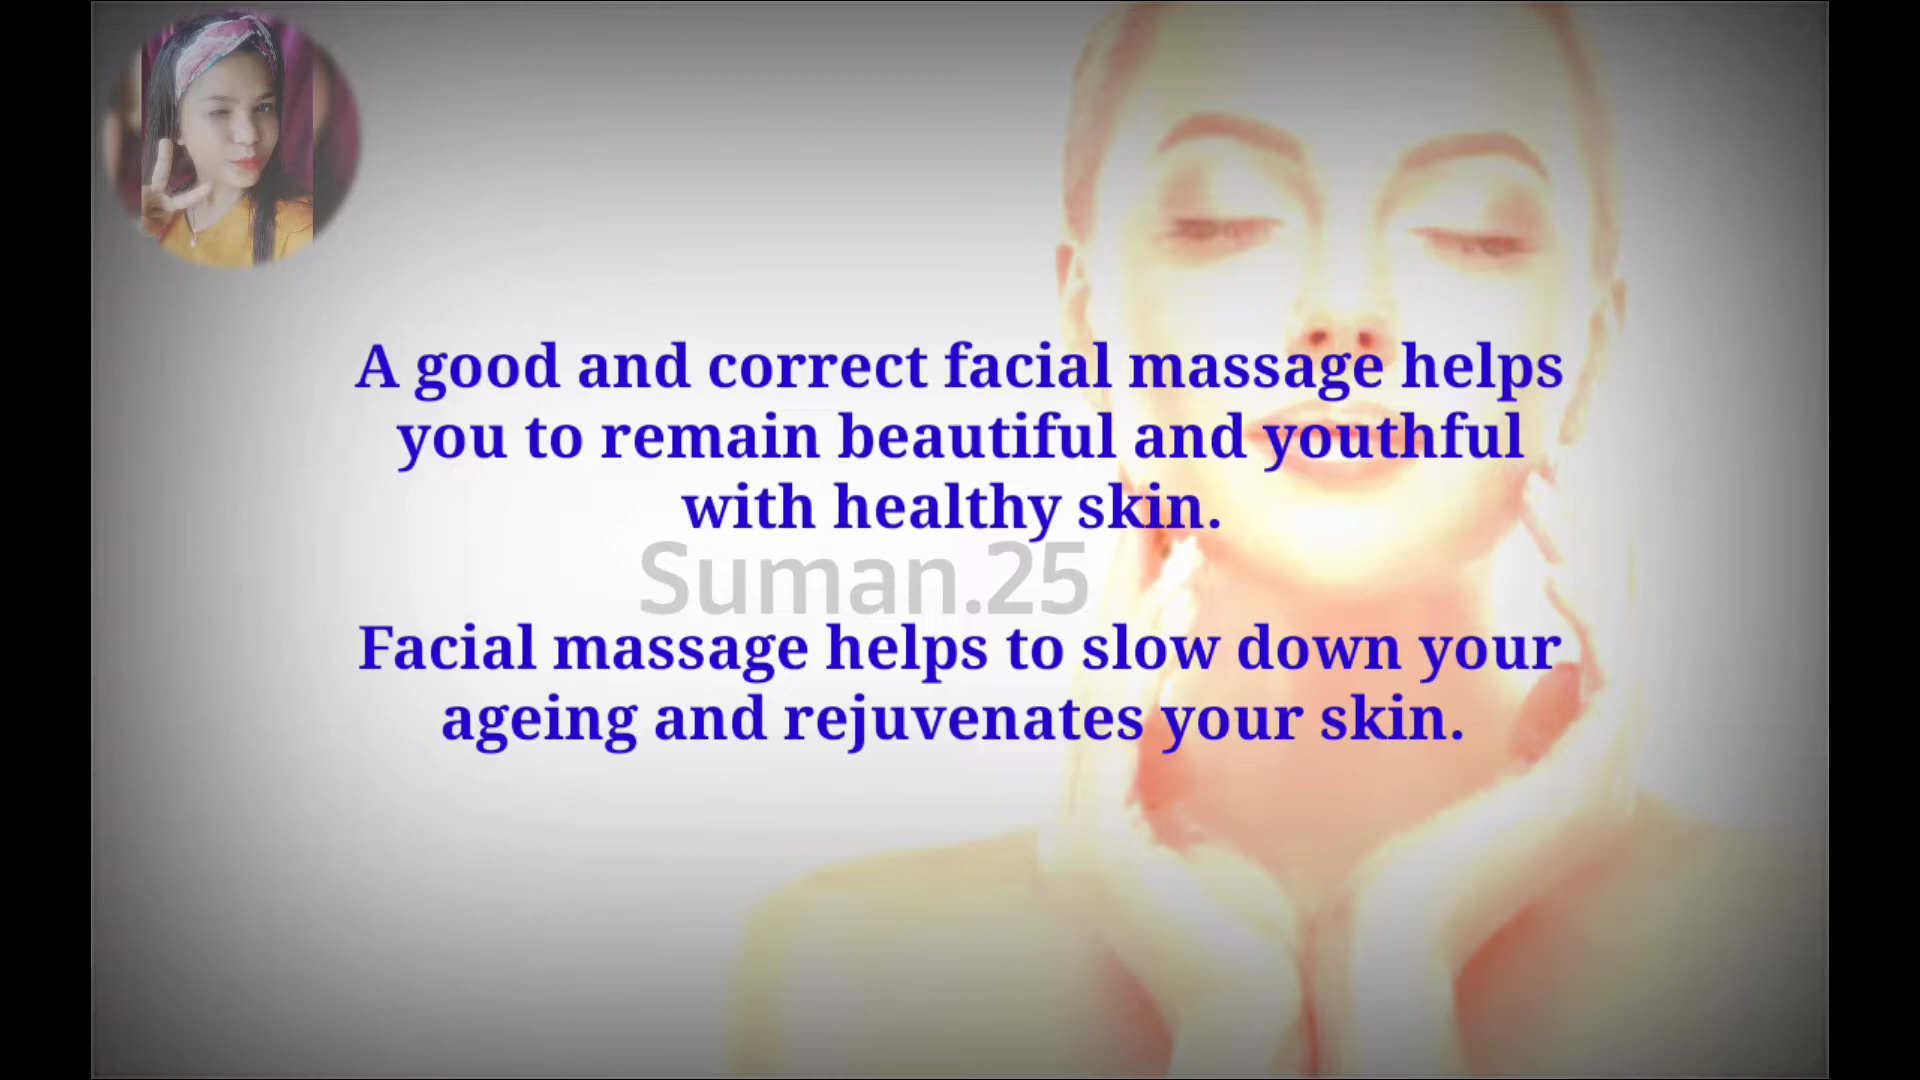 A good and correct facial massage helps
you to remain beautiful and youthful
with healthy skin.
Suman.25
Facial massage helps to slow down your
ageing and rejuvenates your skin.